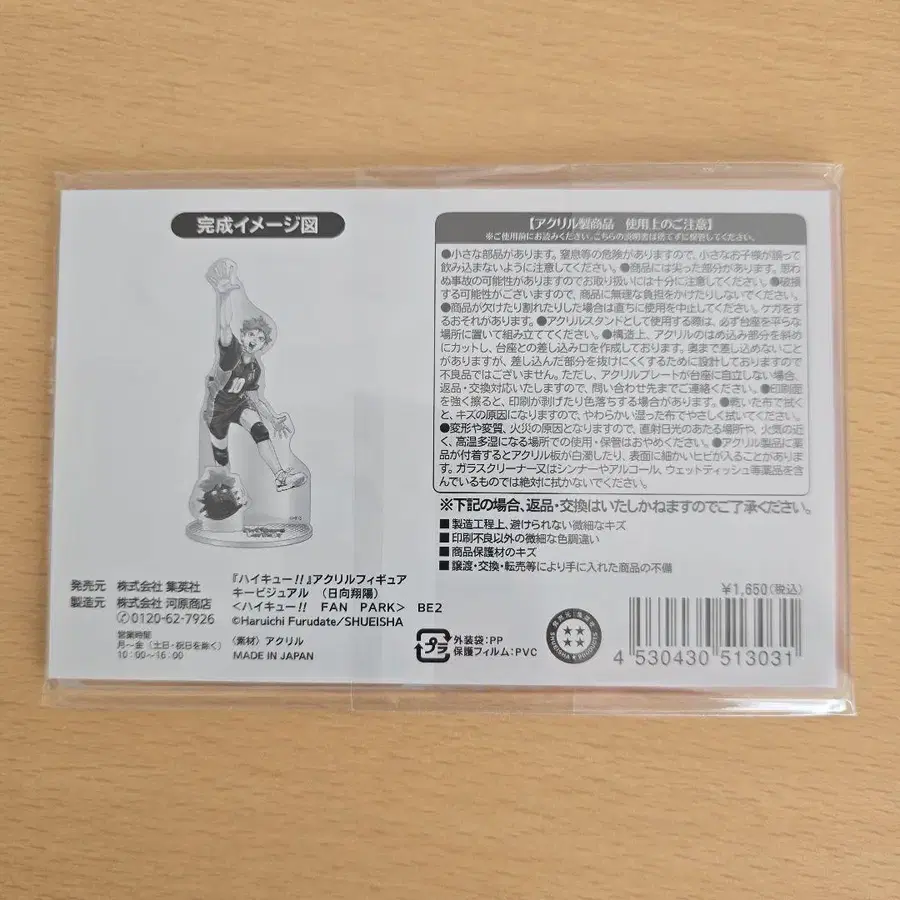 完成イメージ図
【アクリル製商品 使用上のご注意】
※ご使用前にお読みください。こちらの説明書は捨てずに保管してください。
●小さな部品があります。窒息等の危険がありますので、小さなお子様が誤って
飲み込まないように注意してください。●商品には尖った部分があります。思わ
ぬ事故の可能性がありますのでお取り扱いには十分に注意してください。●破損
する可能性がございますので、商品に無理な負担をかけたりしないでください。
●商品が欠けたり割れたりした場合は直ちに使用を中止してください。ケガをす
るおそれがあります。●アクリルスタンドとして使用する際は、必ず台座を平らな
場所に置いて組み立ててください。●構造上、アクリルのはめ込み部分を斜め
にカットし、台座との差し込み口を作成しております。奥まで差し込めないこと
がありますが、差し込んだ部分を抜けにくくするために設計しておりますので
不良品ではございません。ただし、アクリルプレートが台座に自立しない場合、
返品・交換対応いたしますので、問い合わせ先までご連絡ください。●印刷面
を強く擦ると、印刷が剥げたり色落ちする場合があります。●乾いた布で拭く
と、キズの原因になりますので、やわらかい湿った布でやさしく拭いてください。
●変形や変質、火災の原因となりますので、直射日光のあたる場所や、火気の近
く、高温多湿になる場所での使用・保管はおやめください。●アクリル製品に薬
品が付着するとアクリル板が白濁したり、表面に細かいヒビが入ることがありま
す。ガラスクリーナー又はシンナーやアルコール、ウェットティッシュ等薬品を含
んでいるものでは絶対に拭かないでください。
※下記の場合、返品・交換はいたしかねますのでご了承ください。
■製造工程上、避けられない微細なキズ
■印刷不良以外の微細な色調違い
■商品保護材のキズ
■譲渡・交換・転売等により手に入れた商品の不備
発売元 株式会社 集英社
製造元 株式会社 河原商店
0120-62-7926
営業時間
月〜金(土日・祝日を除く)
10:00〜16:00
『ハイキュー!!』アクリルフィギュア
キービジュアル (日向翔陽)
<ハイキュー!! FAN PARK> BE2
©Haruichi Furudate/SHUEISHA
〈素材〉アクリル
MADE IN JAPAN
プラ
外装袋:PP
保護フィルム:PVC
¥1,650(税込)
4 530430 513031